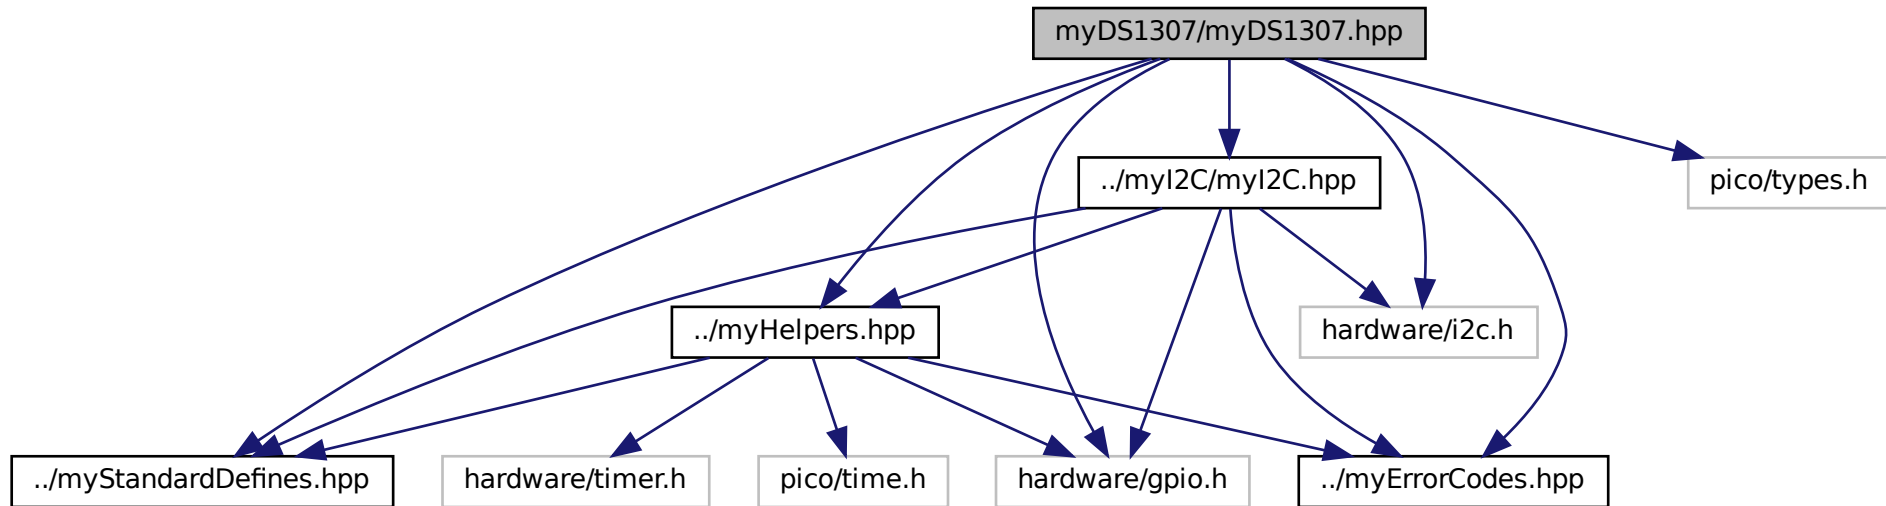 myDS1307/myDS1307.hpp
../myI2C/myI2C.hpp
pico/types.h
../myHelpers.hpp
hardware/i2c.h
../myStandardDefines.hpp
hardware/timer.h
pico/time.h
hardware/gpio.h
../myErrorCodes.hpp